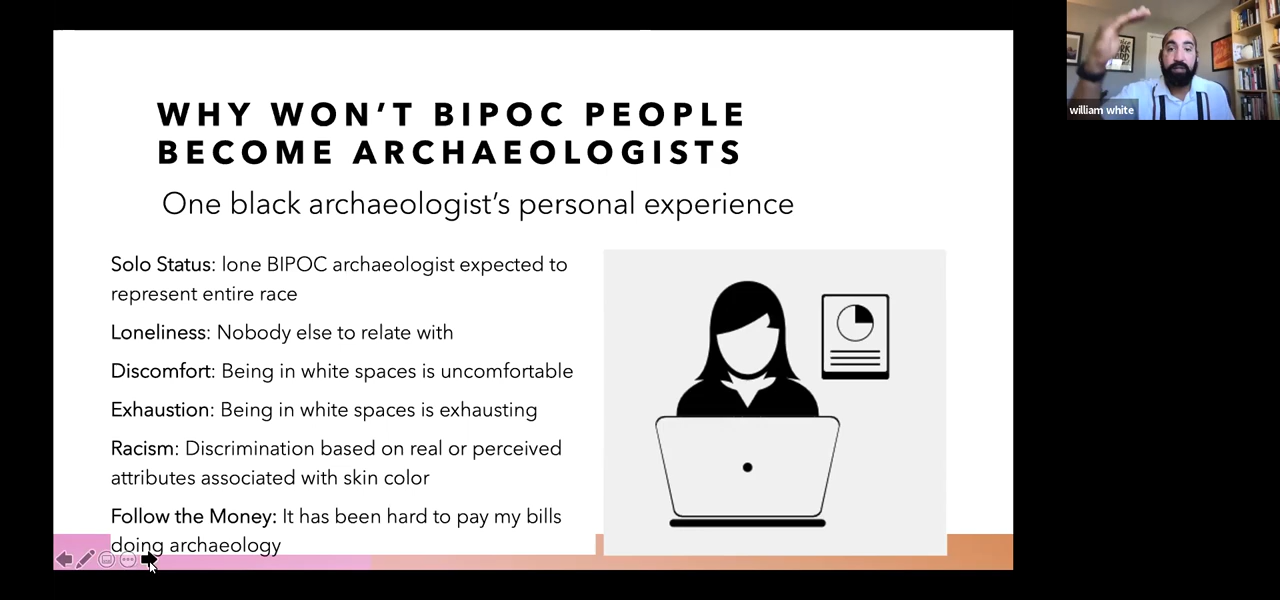 WHY WON’T BIPOC PEOPLE
BECOME ARCHAEOLOGISTS
One black archaeologist’s personal experience
Solo Status: lone BIPOC archaeologist expected to
represent entire race
Loneliness: Nobody else to relate with
Discomfort: Being in white spaces is uncomfortable
Exhaustion: Being in white spaces is exhausting
Racism: Discrimination based on real or perceived
attributes associated with skin color
Follow the Money: It has been hard to pay my bills
doing archaeology
william white